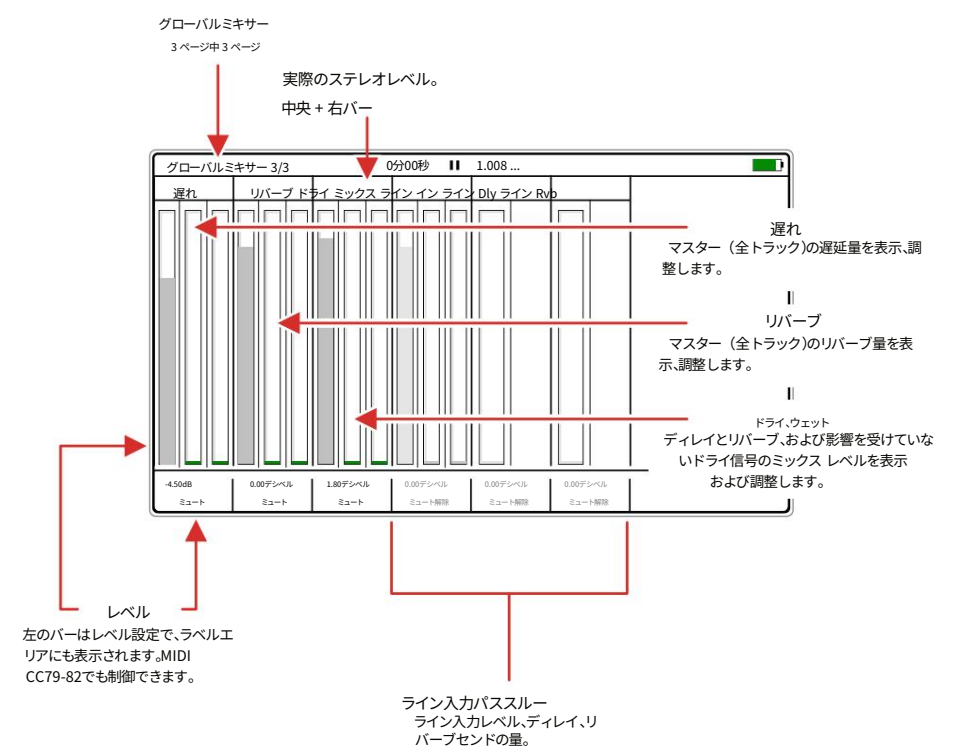 グローバルミキサー
3 ページ中 3 ページ
実際のステレオレベル。
中央 + 右バー
グローバルミキサー 3/3
0分00秒
1.008 ...
遅れ
リバーブ ドライ ミックス ライン イン ライン Dly ライン Rvb
遅れ
マスター (全トラック)の遅延量を表示、調
整します。
リバーブ
マスター (全トラック)のリバーブ量を表
示、調整します。
ドライ、ウェット
ディレイとリバーブ、および影響を受けていな
いドライ信号のミックス レベルを表示
および調整します。
-4.50dB
0.00デシベル
1.80デシベル
0.00デシベル
0.00デシベル
0.00デシベル
ミュート
ミュート
ミュート
ミュート解除
ミュート解除
ミュート解除
レベル
左のバーはレベル設定で、ラベルエ
リアにも表示されます。MIDI
CC79-82でも制御できます。
ライン入力パススルー
ライン入力レベル、ディレイ、リ
バーブセンドの量。